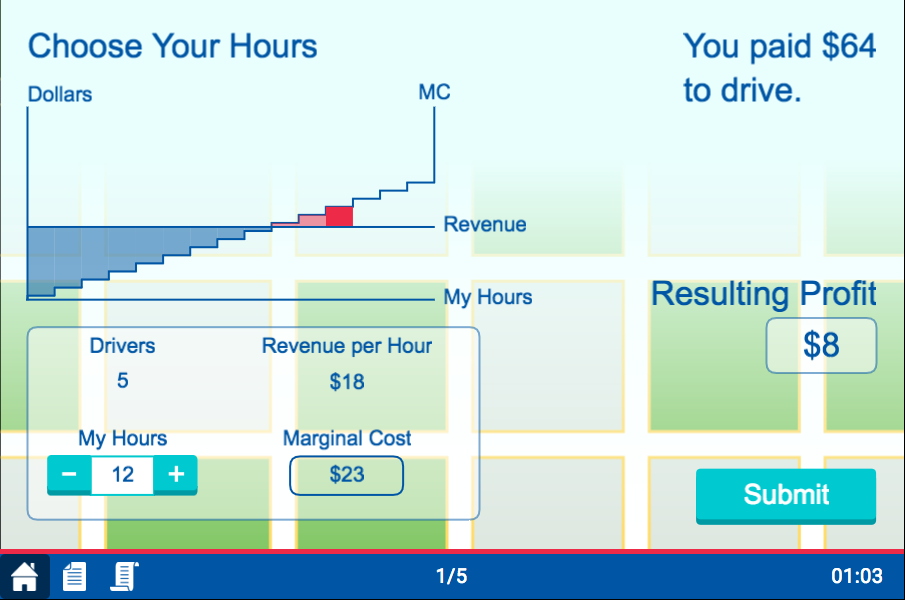 Choose Your Hours
You paid $64
to drive.
Dollars
MC
Revenue
My Hours
Resulting Profit
$8
Drivers
Revenue per Hour
5
$18
My Hours
Marginal Cost
− 12 +
$23
Submit
1/5
01:03